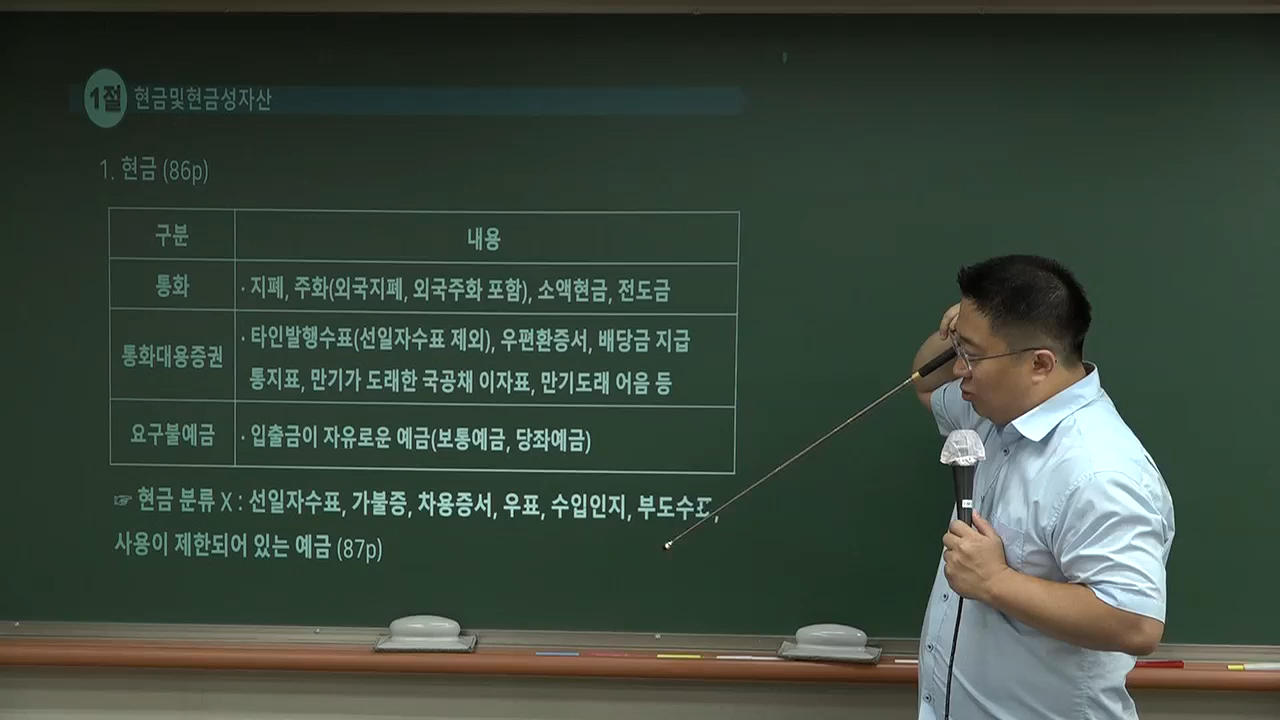 1절 현금및현금성자산
1. 현금 (86p)
구분 내용
통화 · 지폐, 주화(외국지폐, 외국주화 포함), 소액현금, 전도금
통화대용증권 · 타인발행수표(선일자수표 제외), 우편환증서, 배당금 지급
통지표, 만기가 도래한 국공채 이자표, 만기도래 어음 등
요구불예금 · 입출금이 자유로운 예금(보통예금, 당좌예금)
☞ 현금 분류 X : 선일자수표, 가불증, 차용증서, 우표, 수입인지, 부도수표,
사용이 제한되어 있는 예금 (87p)